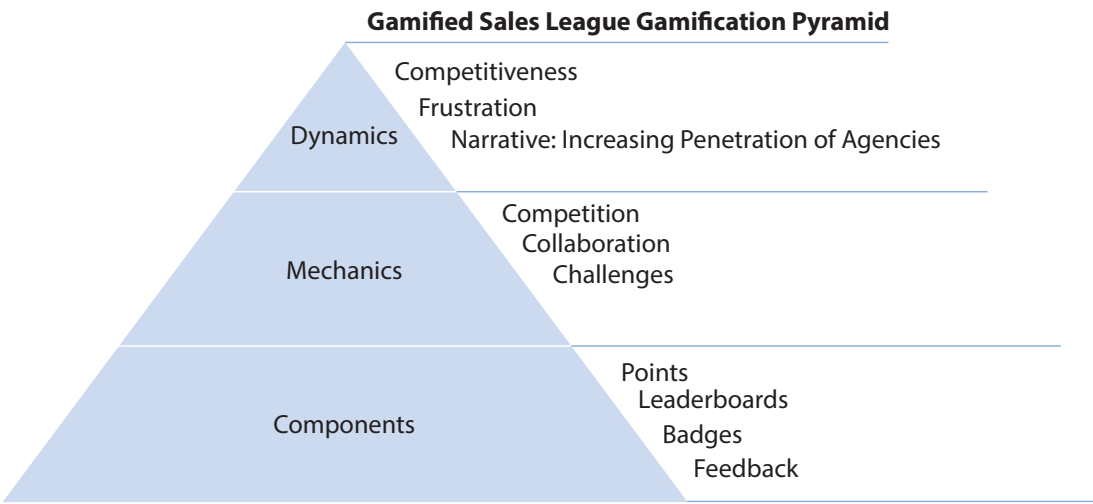 Gamified Sales League Gamification Pyramid
Competitiveness
Frustration
Dynamics
Narrative: Increasing Penetration of Agencies
Competition
Collaboration
Mechanics
Challenges
Points
Leaderboards
Components
Badges
Feedback